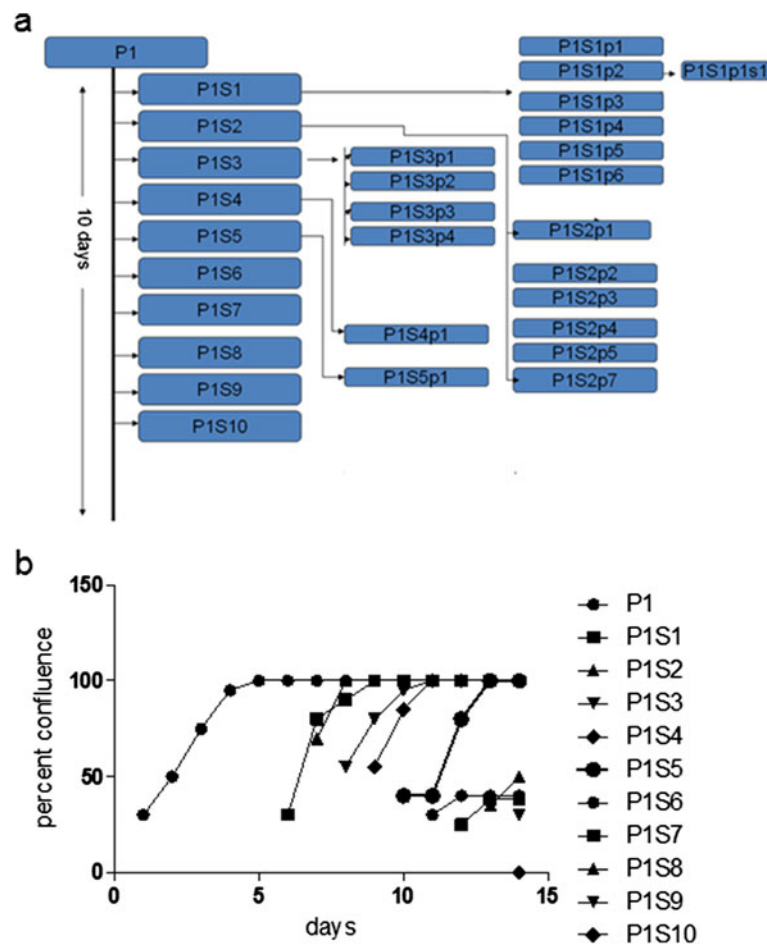 a
P1
10 days
P1S1
P1S2
P1S3
P1S4
P1S5
P1S6
P1S7
P1S8
P1S9
P1S10
P1S3p1
P1S3p2
P1S3p3
P1S3p4
P1S4p1
P1S5p1
P1S1p1
P1S1p2
P1S1p1s1
P1S1p3
P1S1p4
P1S1p5
P1S1p6
P1S2p1
P1S2p2
P1S2p3
P1S2p4
P1S2p5
P1S2p7
b
percent confluence
150
100
50
0
0
5
10
15
days
P1
P1S1
P1S2
P1S3
P1S4
P1S5
P1S6
P1S7
P1S8
P1S9
P1S10